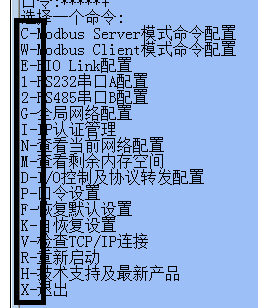 口令:*****+
选择一个命令:
C-Modbus Server模式命令配置
W-Modbus Client模式命令配置
E-EIO Link配置
1-RS232串口A配置
2-RS485串口B配置
G-全局网络配置
I-IP认证管理
N-查看当前网络配置
M-查看剩余内存空间
D-I/O控制及协议转发配置
P-口令设置
F-恢复默认设置
K-自恢复设置
V-检查TCP/IP连接
R-重新启动
H-技术支持及最新产品
X-退出